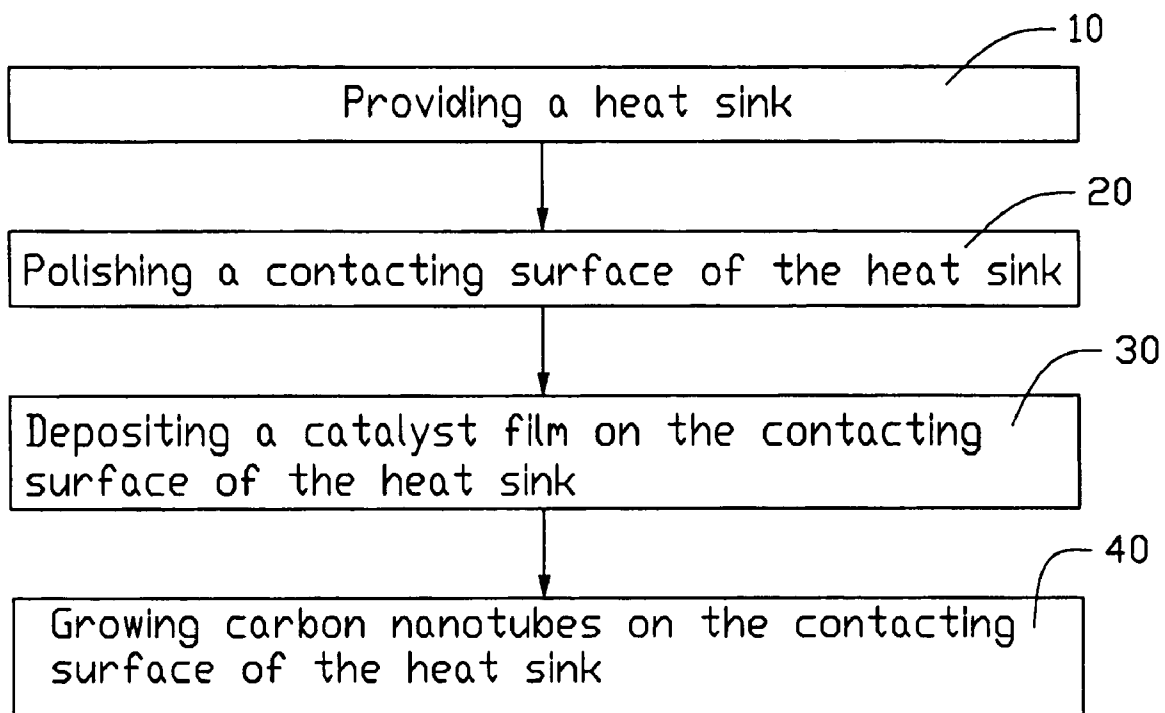 10
Providing a heat sink
20
Polishing a contacting surface of the heat sink
30
Depositing a catalyst film on the contacting
surface of the heat sink
40
Growing carbon nanotubes on the contacting
surface of the heat sink